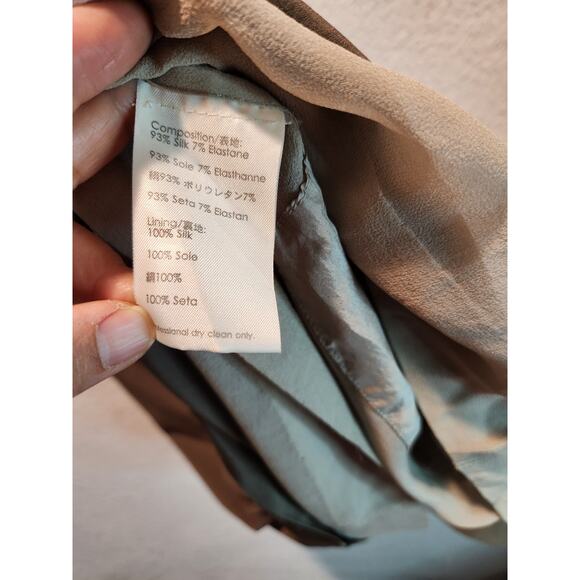 Composition/表地:
93% Silk 7% Elastane
93% Soie 7% Elasthanne
絹93% ポリウレタン7%
93% Seta 7% Elastan
Lining/裏地:
100% Silk
100% Soie
絹100%
100% Seta
dry clean only.